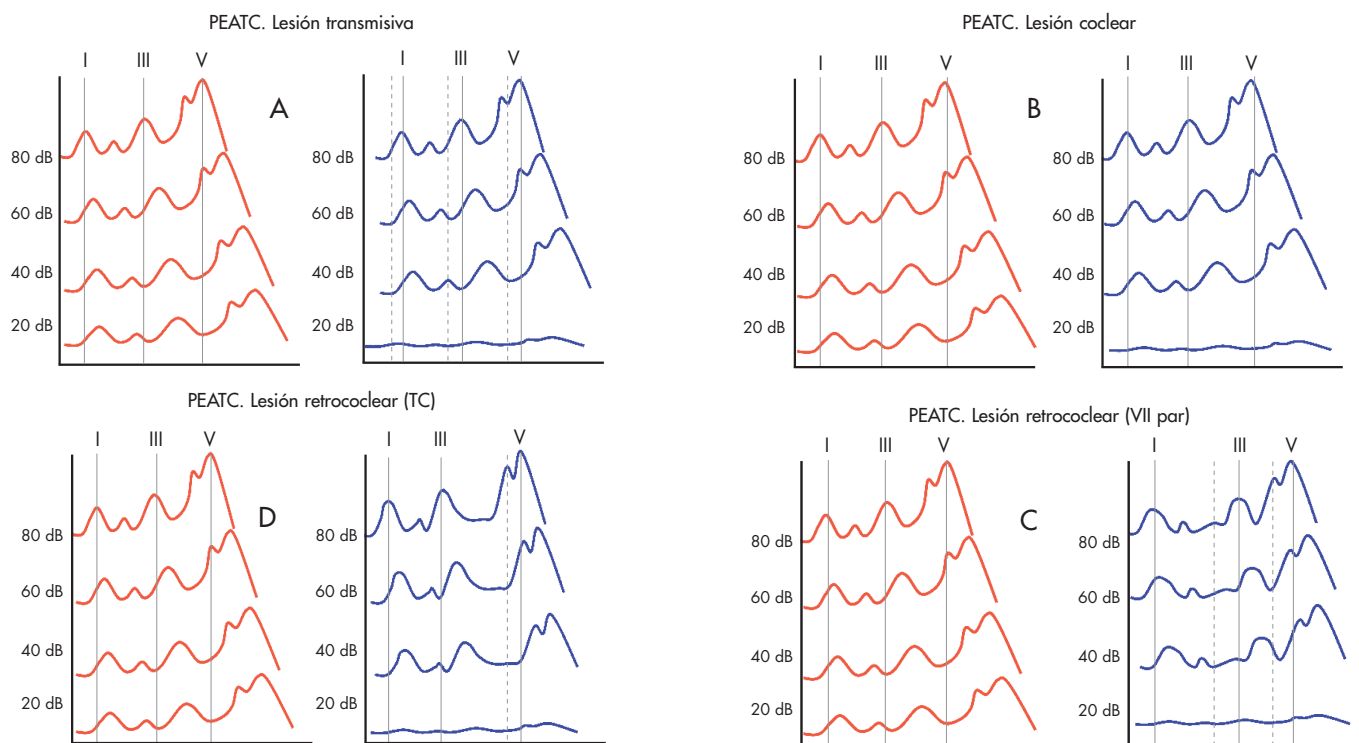 PEATC. Lesión transmisiva
I III V I III V
A
80 dB 80 dB
60 dB 60 dB
40 dB 40 dB
20 dB 20 dB
PEATC. Lesión coclear
I III V I III V
B
80 dB 80 dB
60 dB 60 dB
40 dB 40 dB
20 dB 20 dB
PEATC. Lesión retrococlear (TC)
I III V I III V
D
80 dB 80 dB
60 dB 60 dB
40 dB 40 dB
20 dB 20 dB
PEATC. Lesión retrococlear (VII par)
I III V I III V
C
80 dB 80 dB
60 dB 60 dB
40 dB 40 dB
20 dB 20 dB